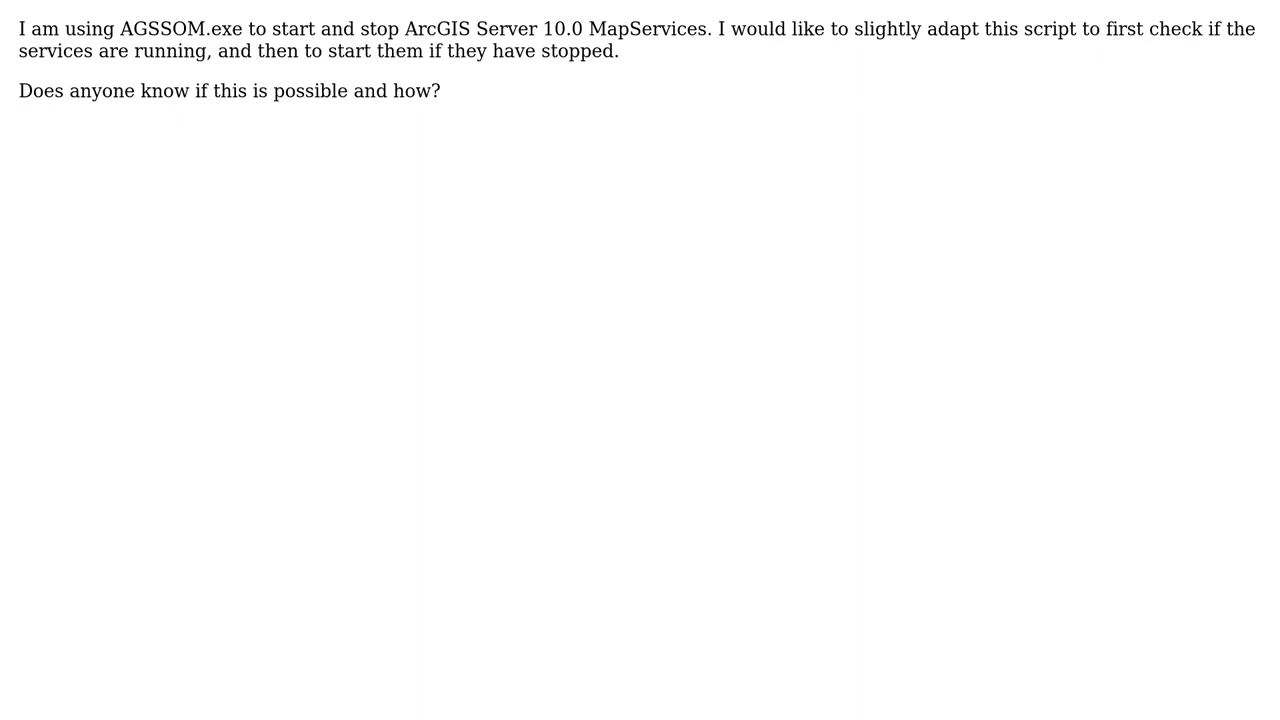 I am using AGSSOM.exe to start and stop ArcGIS Server 10.0 MapServices. I would like to slightly adapt this script to first check if the
services are running, and then to start them if they have stopped.
Does anyone know if this is possible and how?